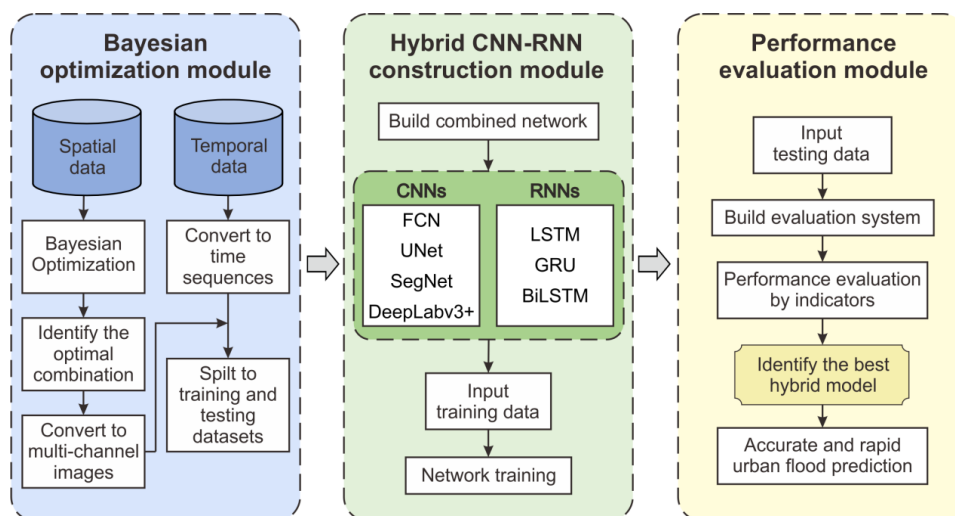 Bayesian
optimization module
Spatial
data
Temporal
data
Bayesian
Optimization
Convert to
time
sequences
Identify the
optimal
combination
Spilt to
training and
testing
datasets
Convert to
multi-channel
images
Hybrid CNN-RNN
construction module
Build combined network
CNNs
FCN
UNet
SegNet
DeepLabv3+
RNNs
LSTM
GRU
BiLSTM
Input
training data
Network training
Performance
evaluation module
Input
testing data
Build evaluation system
Performance evaluation
by indicators
Identify the best
hybrid model
Accurate and rapid
urban flood prediction